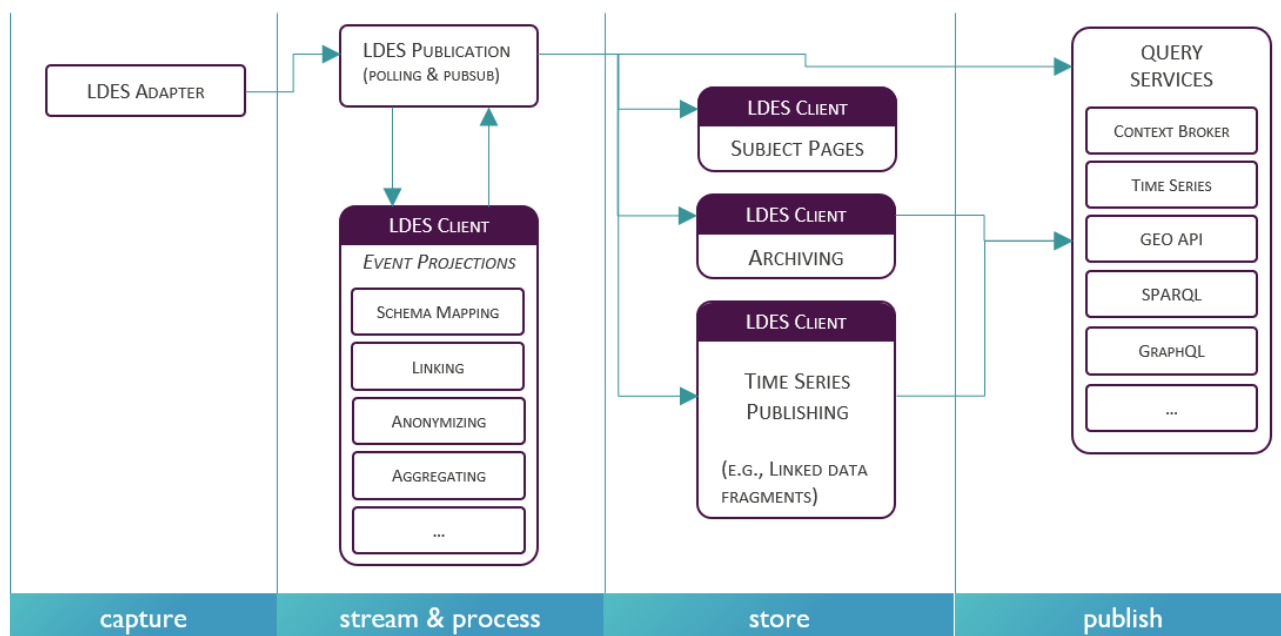 LDES ADAPTER
LDES PUBLICATION
(POLLING & PUBSUB)
LDES CLIENT
EVENT PROJECTIONS
SCHEMA MAPPING
LINKING
ANONYMIZING
AGGREGATING
…
LDES CLIENT
SUBJECT PAGES
LDES CLIENT
ARCHIVING
LDES CLIENT
TIME SERIES
PUBLISHING
(E.G., LINKED DATA
FRAGMENTS)
QUERY
SERVICES
CONTEXT BROKER
TIME SERIES
GEO API
SPARQL
GRAPHQL
…
capture
stream & process
store
publish